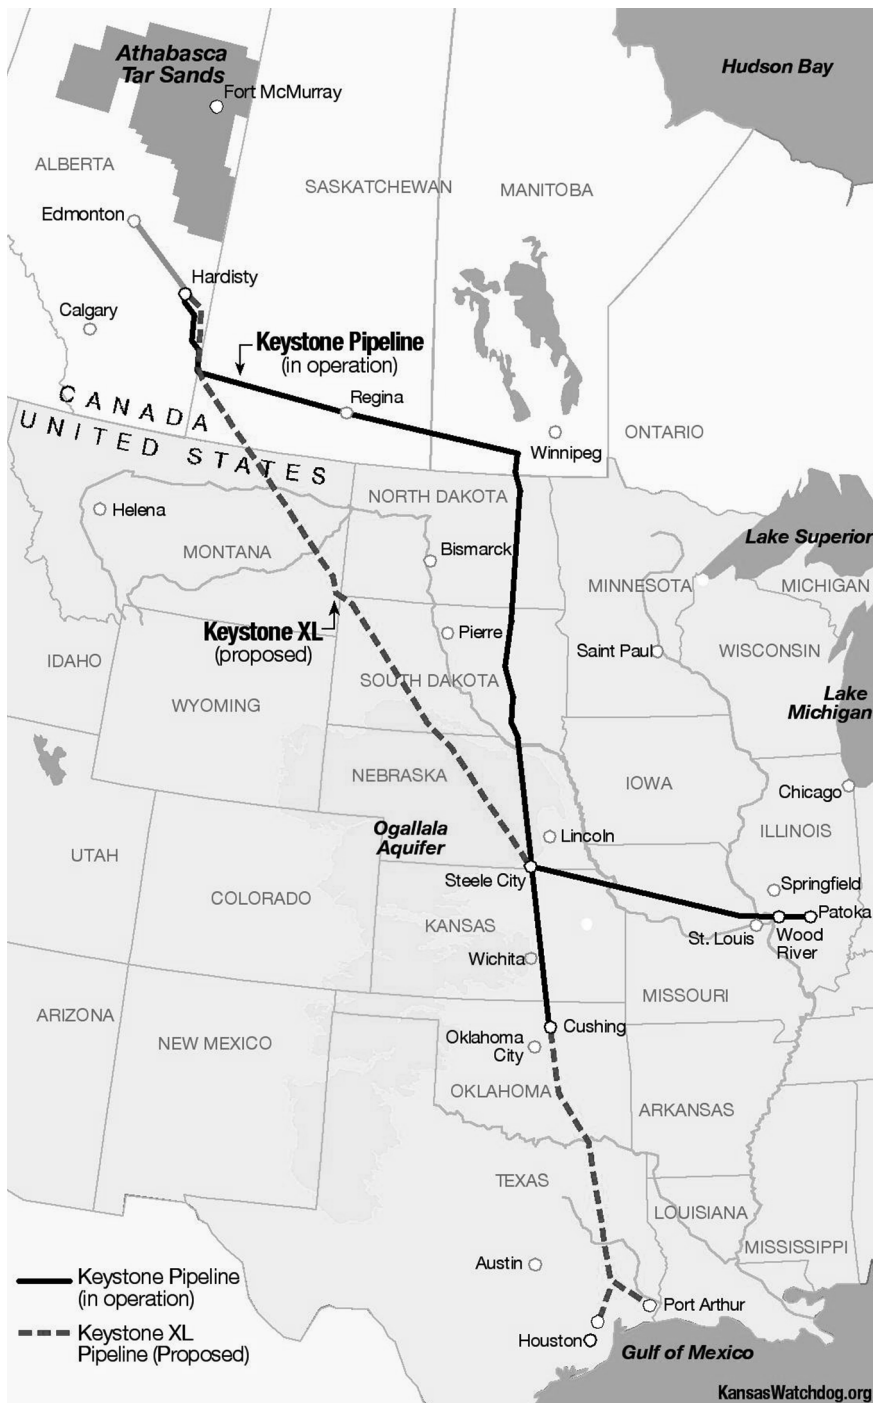 Athabasca
Tar Sands
Fort McMurray
Hudson Bay
ALBERTA
SASKATCHEWAN
MANITOBA
Edmonton
Hardisty
Calgary
Keystone Pipeline
(in operation)
Regina
CANADA
UNITED STATES
Winnipeg
ONTARIO
NORTH DAKOTA
Helena
Bismarck
MONTANA
Lake Superior
MINNESOTA
MICHIGAN
Keystone XL
(proposed)
Pierre
Saint Paul
WISCONSIN
IDAHO
SOUTH DAKOTA
WYOMING
Lake
Michigan
NEBRASKA
IOWA
Chicago
Ogallala
Aquifer
Lincoln
ILLINOIS
UTAH
Steele City
Springfield
COLORADO
KANSAS
Patoka
St. Louis
Wood
River
Wichita
MISSOURI
ARIZONA
NEW MEXICO
Cushing
Oklahoma
City
OKLAHOMA
ARKANSAS
TEXAS
LOUISIANA
MISSISSIPPI
Austin
Keystone Pipeline
(in operation)
Port Arthur
Keystone XL
Pipeline (Proposed)
Houston
Gulf of Mexico
KansasWatchdog.org